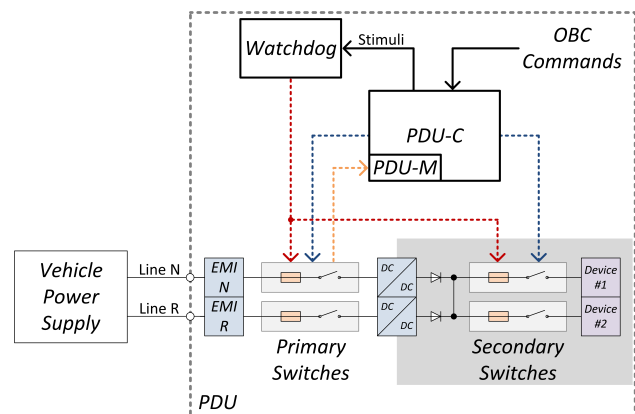 Watchdog
Stimuli
OBC
Commands
PDU-C
PDU-M
Vehicle
Power
Supply
Line N
Line R
EMI
N
EMI
R
DC
DC
DC
DC
Device
#1
Device
#2
Primary
Switches
Secondary
Switches
PDU